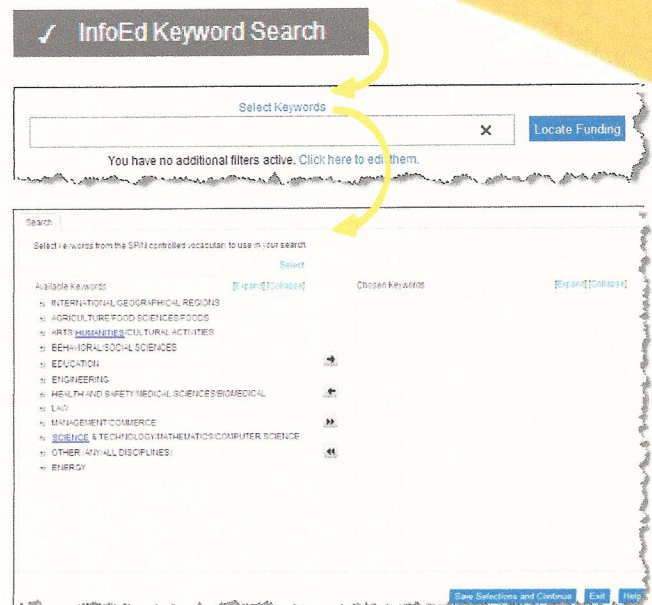 ✓ InfoEd Keyword Search
Select Keywords
× Locate Funding
You have no additional filters active. Click here to edit them.
Search
Select keywords from the SPIN controlled vocabulary to use in your search.
Select
Available Keywords [Expand] [Collapse] Chosen Keywords [Expand] [Collapse]
INTERNATIONAL/GEOGRAPHICAL REGIONS
AGRICULTURE/FOOD SCIENCES/FOODS
ARTS/HUMANITIES/CULTURAL ACTIVITIES
BEHAVIORAL/SOCIAL SCIENCES
EDUCATION
ENGINEERING
HEALTH AND SAFETY/MEDICAL SCIENCES/BIOMEDICAL
LAW
MANAGEMENT/COMMERCE
SCIENCE & TECHNOLOGY/MATHEMATICS/COMPUTER SCIENCE
OTHER (ANY/ALL DISCIPLINES)
ENERGY
Save Selections and Continue Exit Help